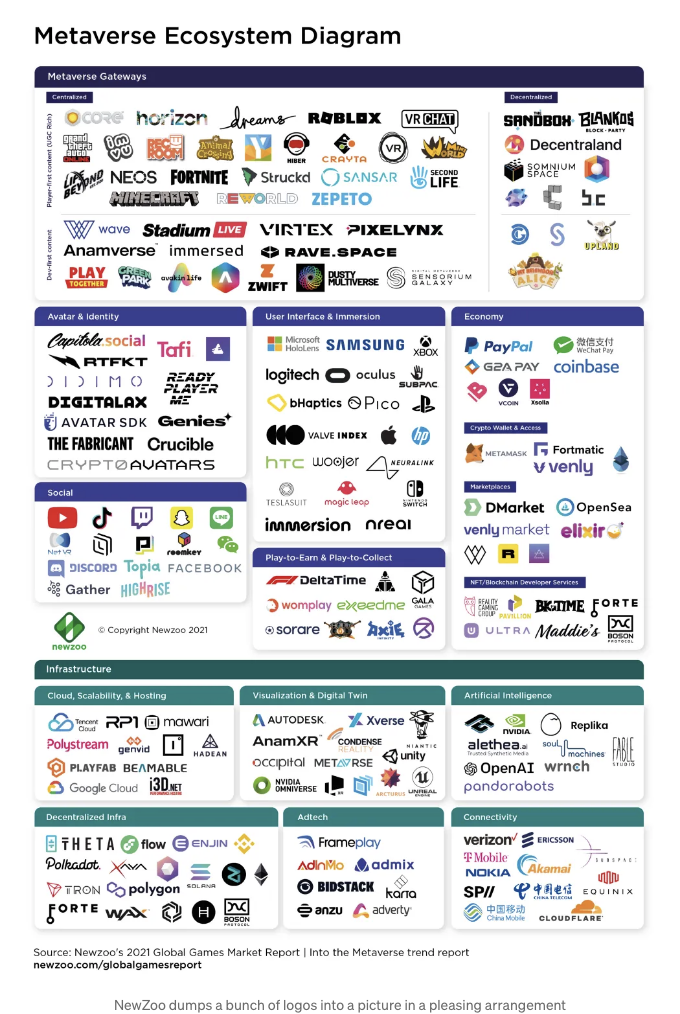 Metaverse Ecosystem Diagram
Metaverse Gateways
Centralized
Decentralized
Player-first content (UGC Rich)
CORE horizon dreams ROBLOX VR CHAT
GRAND THEFT AUTO ONLINE IMVU REC ROOM Animal Crossing HIBER CRAYTA VR MINI WORLD
LIFE BEYOND NEOS FORTNITE Struckd SANSAR SECOND LIFE
MINECRAFT REWORLD ZEPETO
THE SANDBOX BLANKOS BLOCK PARTY
Decentraland
SOMNIUM SPACE
UPLAND
ALICE
Dev-first content
wave Stadium LIVE VIRTEX PIXELYNX
Anamverse immersed RAVE.SPACE
PLAY TOGETHER GREEN PARK avakin life ZWIFT DUSTY MULTIVERSE SENSORIUM GALAXY
Avatar & Identity
Capitola.social Tafi
RTFKT
DIDIMO READY PLAYER ME
DIGITALAX
AVATAR SDK Genies
THE FABRICANT Crucible
CRYPTOAVATARS
User Interface & Immersion
Microsoft HoloLens SAMSUNG XBOX
logitech oculus SUBPAC
bHaptics Pico
VALVE INDEX hp
htc woojer NEURALINK
TESLASUIT magic leap NINTENDO SWITCH
immersion nreal
Economy
PayPal 微信支付 WeChat Pay
G2A PAY coinbase
VCOIN Xsolla
Crypto Wallet & Access
METAMASK Fortmatic
venly
Marketplaces
DMarket OpenSea
venly market elixir
R
NFT/Blockchain Developer Services
REALITY GAMING GROUP PAVILLION BIG TIME FORTE
ULTRA Maddie's BOSON PROTOCOL
Social
LINE
Not VR roomkey
DISCORD Topia FACEBOOK
Gather HIGHRISE
Play-to-Earn & Play-to-Collect
DeltaTime
womplay exeedme GALA GAMES
sorare AXIE INFINITY
newzoo
© Copyright Newzoo 2021
Infrastructure
Cloud, Scalability, & Hosting
Tencent Cloud RP1 mawari
Polystream genvid HADEAN
PLAYFAB BEAMABLE
Google Cloud i3D.NET
Visualization & Digital Twin
AUTODESK Xverse
AnamXR CONDENSE REALITY NIANTIC
occipital METAVRSE unity
NVIDIA OMNIVERSE ARCTURUS UNREAL ENGINE
Artificial Intelligence
NVIDIA. Replika
alethea.ai Trusted Synthetic Media soul machines FABLE STUDIO
OpenAI wrnch
pandorabots
Decentralized Infra
THETA flow ENJIN
Polkadot. XAYA SOLANA
TRON polygon
FORTE WAX BOSON PROTOCOL
Adtech
Frameplay
AdinMo admix
BIDSTACK karta
anzu adverty
Connectivity
verizon ERICSSON
T Mobile
NOKIA Akamai
SP// 中国电信 CHINA TELECOM EQUINIX
中国移动 China Mobile CLOUDFLARE
Source: Newzoo's 2021 Global Games Market Report | Into the Metaverse trend report
newzoo.com/globalgamesreport
NewZoo dumps a bunch of logos into a picture in a pleasing arrangement